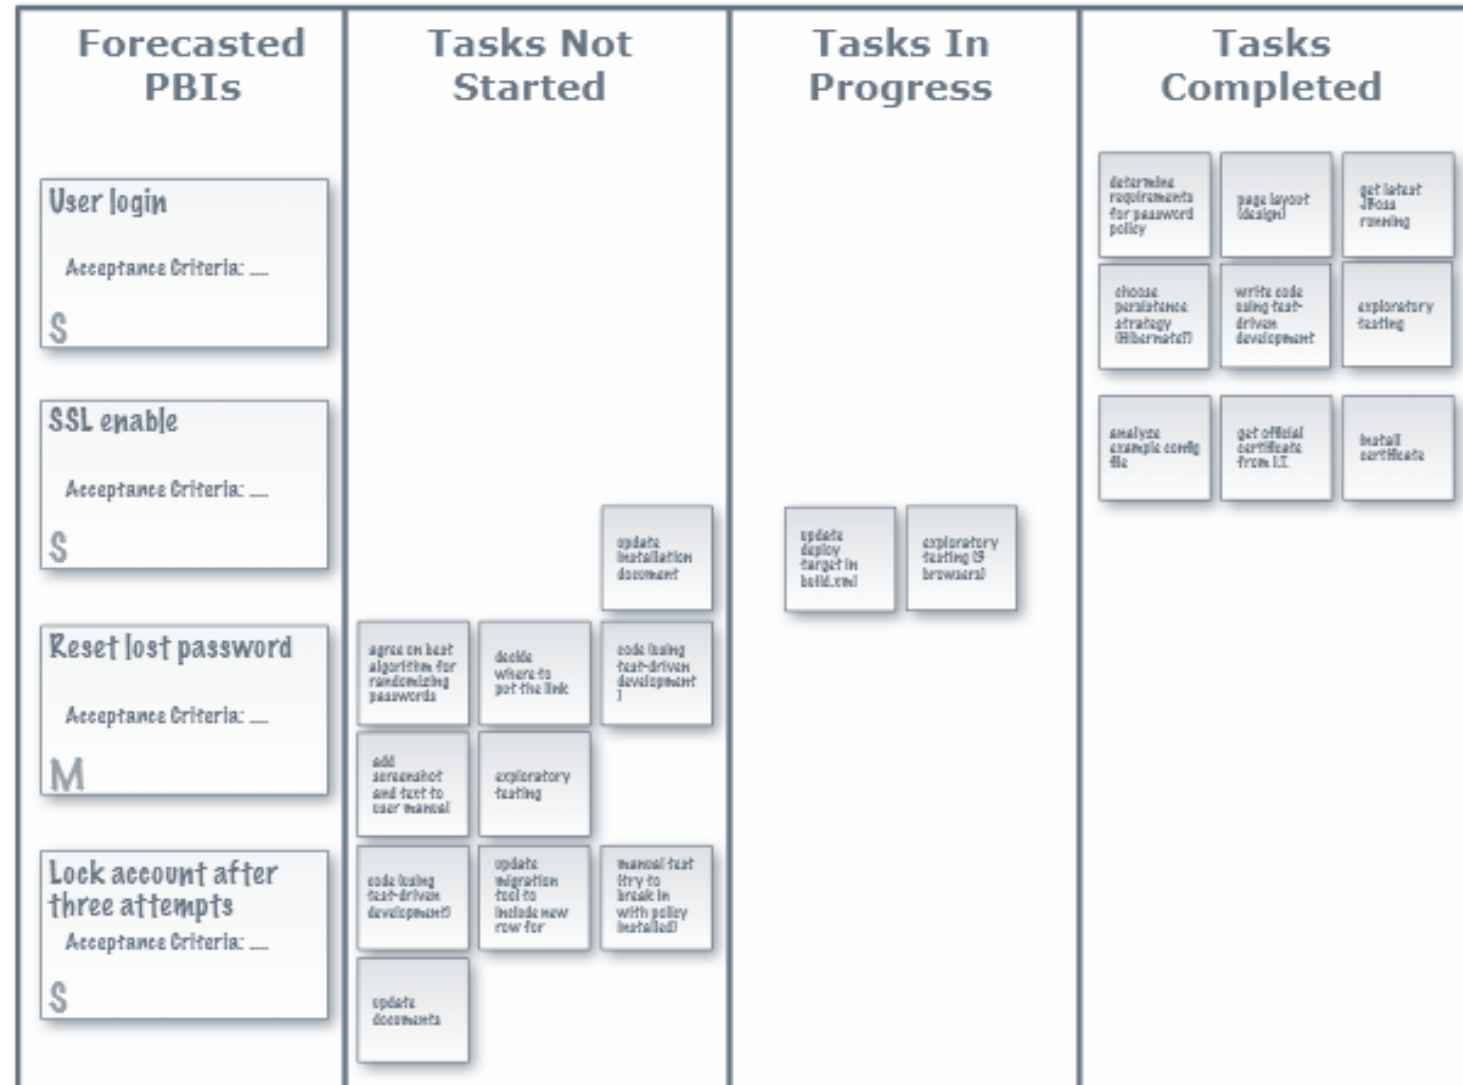 Forecasted
PBIs
Tasks Not
Started
Tasks In
Progress
Tasks
Completed
User login
Acceptance Criteria: __
S
SSL enable
Acceptance Criteria: __
S
Reset lost password
Acceptance Criteria: __
M
Lock account after
three attempts
Acceptance Criteria: __
S
update
installation
document
agree on best
algorithm for
randomizing
passwords
decide
where to
put the link
code (using
test-driven
development
)
add
screenshot
and text to
user manual
exploratory
testing
code (using
test-driven
development)
update
migration
tool to
include new
row for
manual test
(try to
break in
with policy
installed)
update
documents
update
deploy
target in
build.xml
exploratory
testing (3
browsers)
determine
requirements
for password
policy
page layout
(design)
get latest
JBoss
running
choose
persistence
strategy
(Hibernate?)
write code
using test-
driven
development
exploratory
testing
analyze
example config
file
get official
certificate
from I.T.
install
certificate